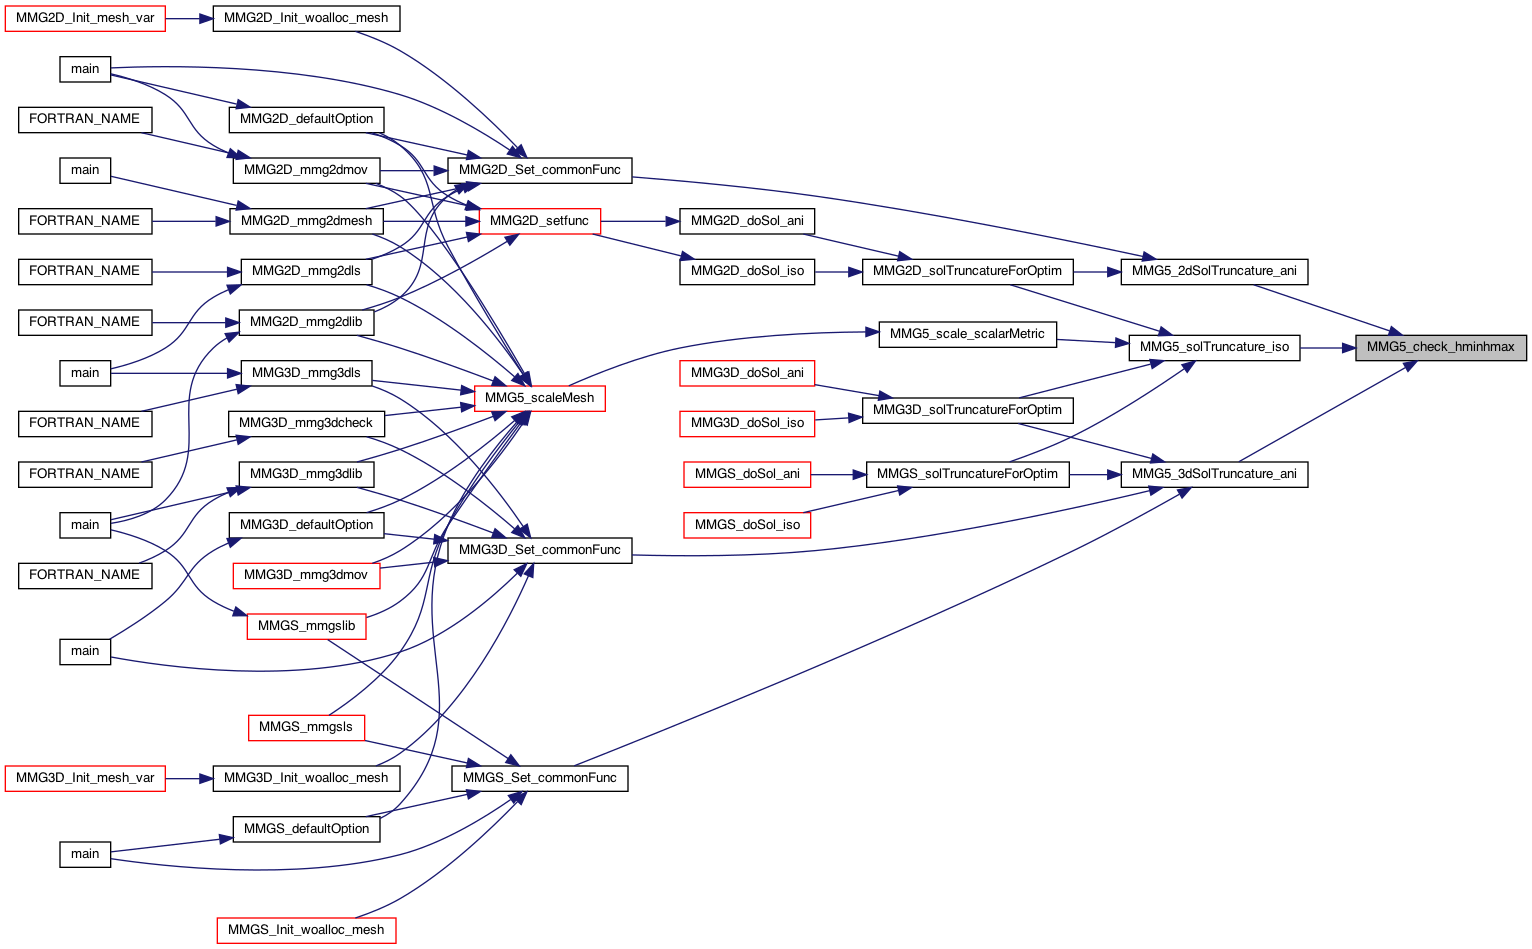 MMG2D_Init_mesh_var
MMG2D_Init_woalloc_mesh
main
FORTRAN_NAME
MMG2D_defaultOption
main
MMG2D_mmg2dmov
MMG2D_Set_commonFunc
FORTRAN_NAME
MMG2D_mmg2dmesh
MMG2D_setfunc
MMG2D_doSol_ani
FORTRAN_NAME
MMG2D_mmg2dls
MMG2D_doSol_iso
MMG2D_solTruncatureForOptim
MMG5_2dSolTruncature_ani
FORTRAN_NAME
MMG2D_mmg2dlib
MMG5_scale_scalarMetric
MMG5_solTruncature_iso
MMG5_check_hminhmax
main
MMG3D_mmg3dls
MMG3D_doSol_ani
MMG5_scaleMesh
FORTRAN_NAME
MMG3D_mmg3dcheck
MMG3D_doSol_iso
MMG3D_solTruncatureForOptim
FORTRAN_NAME
MMG3D_mmg3dlib
MMGS_doSol_ani
MMGS_solTruncatureForOptim
MMG5_3dSolTruncature_ani
main
MMG3D_defaultOption
MMGS_doSol_iso
MMG3D_Set_commonFunc
FORTRAN_NAME
MMG3D_mmg3dmov
MMGS_mmgslib
main
MMGS_mmgsls
MMG3D_Init_mesh_var
MMG3D_Init_woalloc_mesh
MMGS_Set_commonFunc
MMGS_defaultOption
main
MMGS_Init_woalloc_mesh